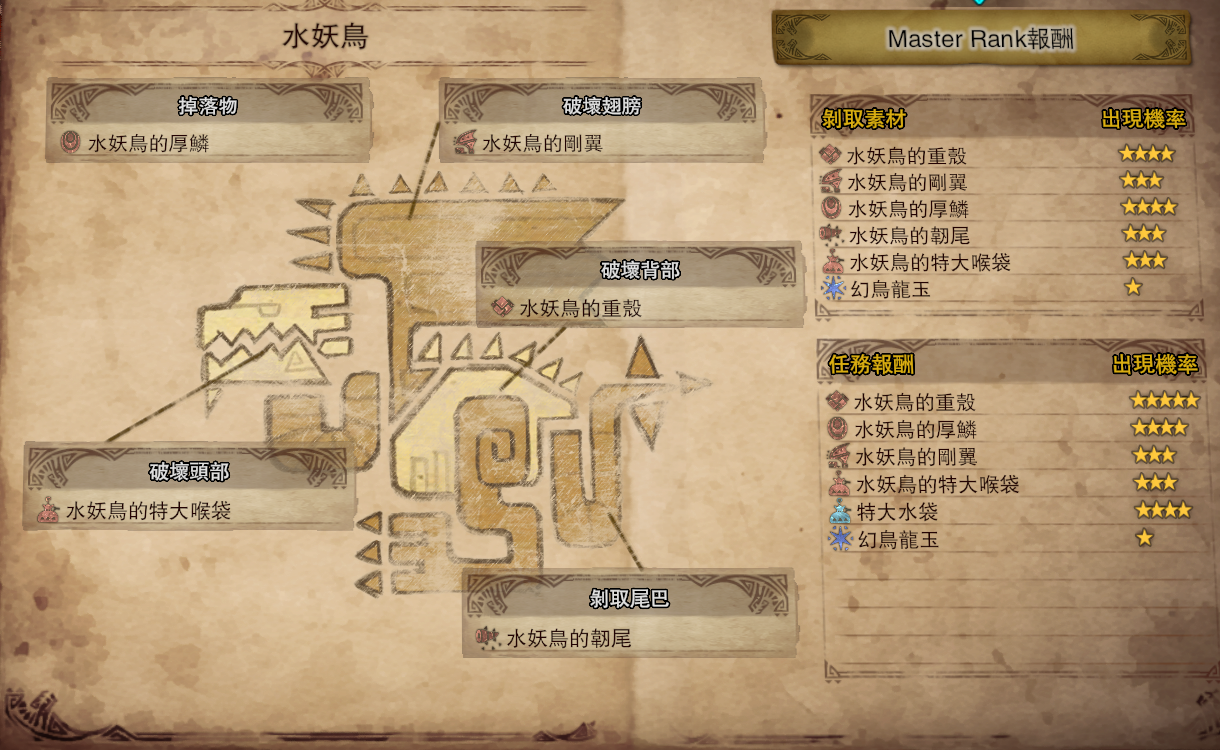 水妖鳥
掉落物
水妖鳥的厚鱗
破壞翅膀
水妖鳥的剛翼
破壞背部
水妖鳥的重殼
破壞頭部
水妖鳥的特大喉袋
剝取尾巴
水妖鳥的韌尾
Master Rank報酬
剝取素材 出現機率
水妖鳥的重殼 ★★★★
水妖鳥的剛翼 ★★★
水妖鳥的厚鱗 ★★★★
水妖鳥的韌尾 ★★★
水妖鳥的特大喉袋 ★★★
幻鳥龍玉 ★
任務報酬 出現機率
水妖鳥的重殼 ★★★★★
水妖鳥的厚鱗 ★★★★
水妖鳥的剛翼 ★★★
水妖鳥的特大喉袋 ★★★
特大水袋 ★★★★
幻鳥龍玉 ★